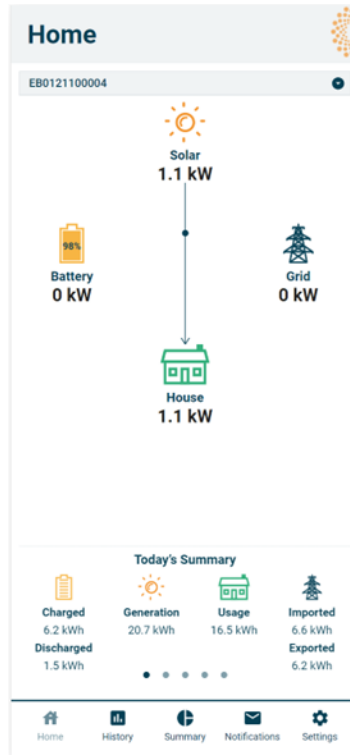 Home
EB0121100004
Solar
1.1 kW
98%
Battery
0 kW
Grid
0 kW
House
1.1 kW
Today's Summary
Charged
6.2 kWh
Discharged
1.5 kWh
Generation
20.7 kWh
Usage
16.5 kWh
Imported
6.6 kWh
Exported
6.2 kWh
Home
History
Summary
Notifications
Settings